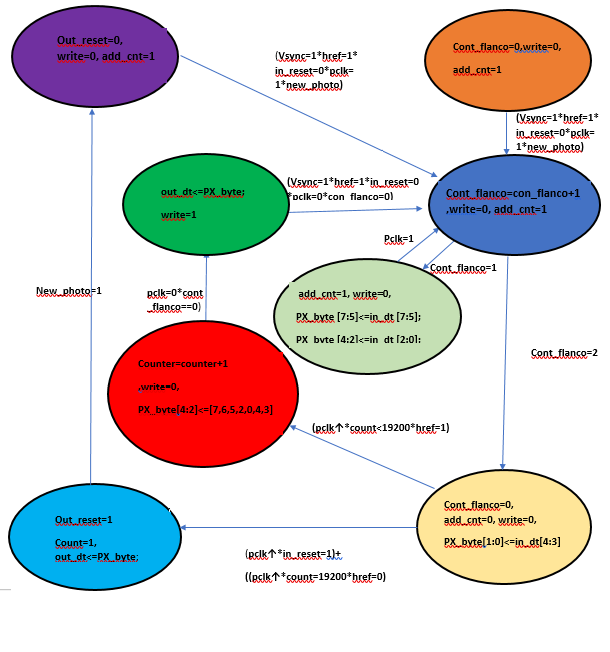 Out_reset=0,
write=0, add_cnt=1
(Vsync=1*href=1*
in_reset=0*pclk=
1*new_photo)
Cont_flanco=0,write=0,
add_cnt=1
(Vsync=1*href=1*
in_reset=0*pclk=
1*new_photo)
out_dt<=PX_byte;
write=1
(Vsync=1*href=1*in_reset=0
*pclk=0*con_flanco=0)
Cont_flanco=con_flanco+1
,write=0, add_cnt=1
Pclk=1
Cont_flanco=1
New_photo=1
pclk=0*cont
_flanco==0)
add_cnt=1, write=0,
PX_byte [7:5]<=in_dt [7:5];
PX_byte [4:2]<=in_dt [2:0];
Counter=counter+1
,write=0,
PX_byte[4:2]<=[7,6,5,2,0,4,3]
Cont_flanco=2
(pclk↑*count<19200*href=1)
Out_reset=1
Count=1,
out_dt<=PX_byte;
Cont_flanco=0,
add_cnt=0, write=0,
PX_byte[1:0]<=in_dt[4:3]
(pclk↑*in_reset=1)+
((pclk↑*count=19200*href=0)